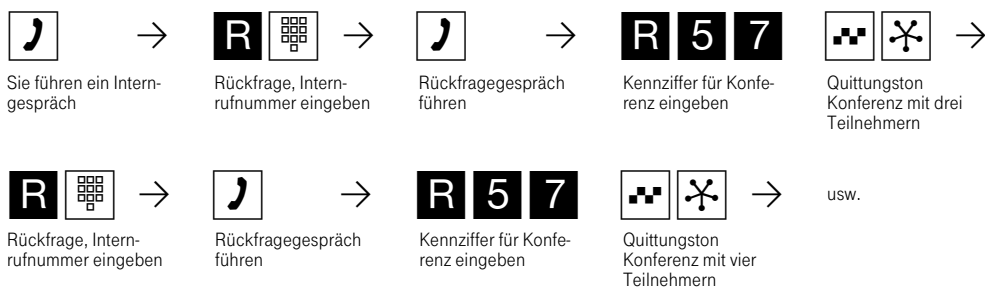 R
R 5 7
Sie führen ein Intern-
gespräch
Rückfrage, Intern-
rufnummer eingeben
Rückfragegespräch
führen
Kennziffer für Konfe-
renz eingeben
Quittungston
Konferenz mit drei
Teilnehmern
R
R 5 7
usw.
Rückfrage, Intern-
rufnummer eingeben
Rückfragegespräch
führen
Kennziffer für Konfe-
renz eingeben
Quittungston
Konferenz mit vier
Teilnehmern